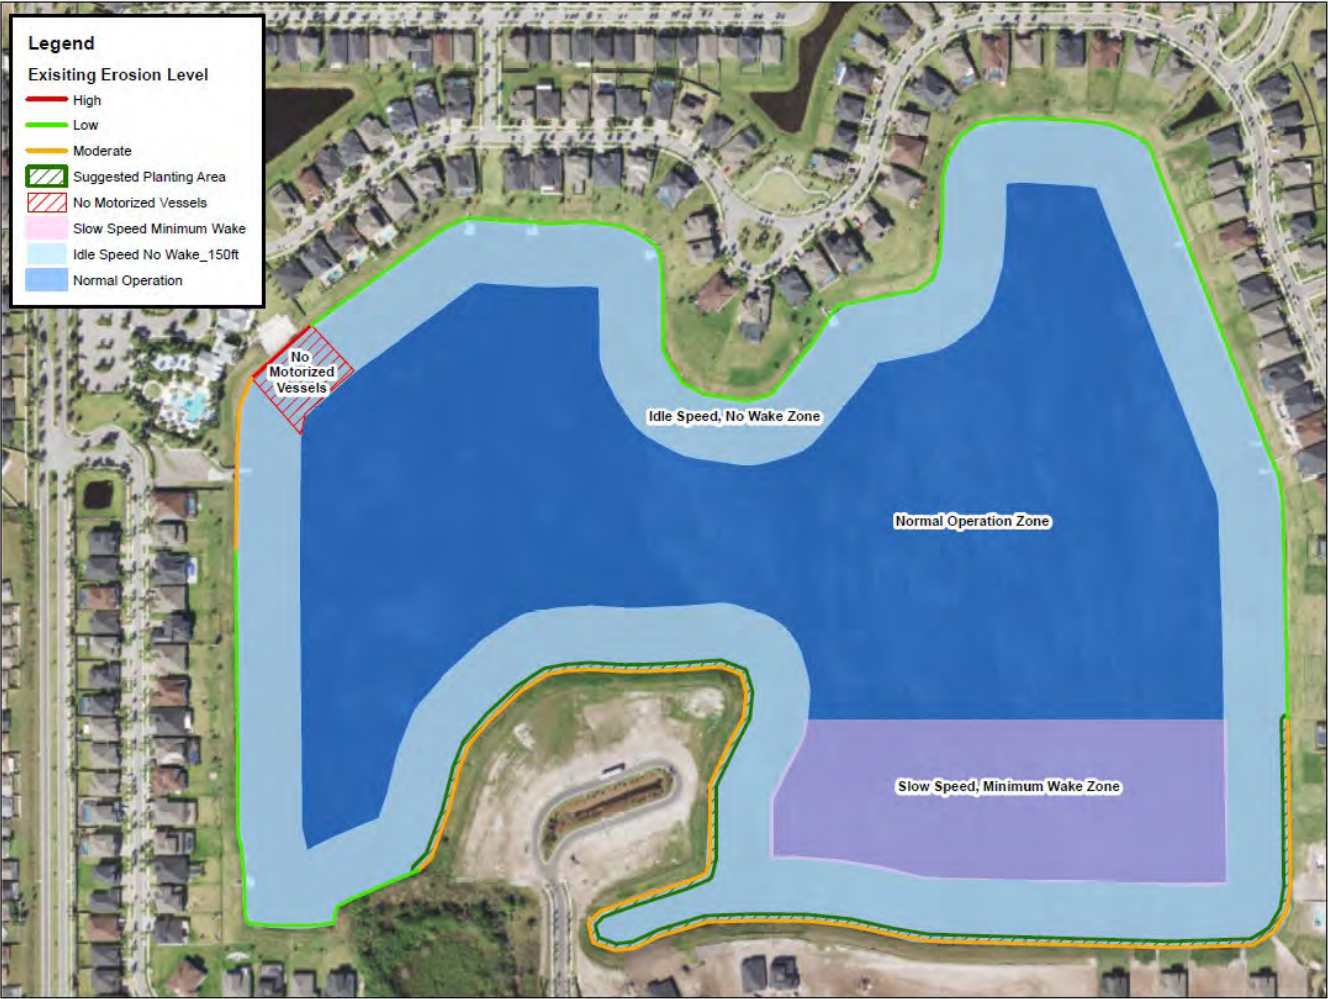 Legend
Exisiting Erosion Level
High
Low
Moderate
Suggested Planting Area
No Motorized Vessels
Slow Speed Minimum Wake
Idle Speed No Wake_150ft
Normal Operation
No
Motorized
Vessels
Idle Speed, No Wake Zone
Normal Operation Zone
Slow Speed, Minimum Wake Zone